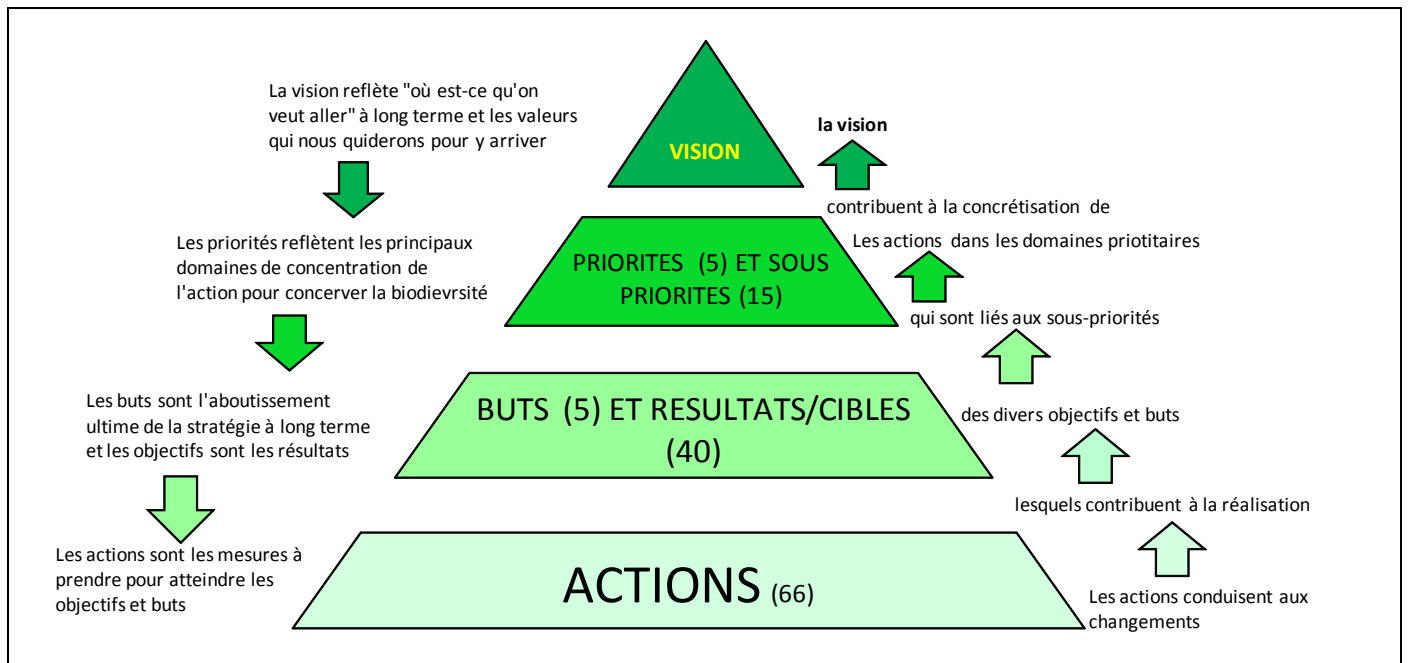 La vision reflète "où est-ce qu'on
veut aller" à long terme et les valeurs
qui nous quiderons pour y arriver
Les priorités reflètent les principaux
domaines de concentration de
l'action pour concerver la biodievrsité
Les buts sont l'aboutissement
ultime de la stratégie à long terme
et les objectifs sont les résultats
Les actions sont les mesures à
prendre pour atteindre les
objectifs et buts
VISION
PRIORITES (5) ET SOUS
PRIORITES (15)
BUTS (5) ET RESULTATS/CIBLES
(40)
ACTIONS (66)
la vision
contribuent à la concrétisation de
Les actions dans les domaines priotitaires
qui sont liés aux sous-priorités
des divers objectifs et buts
lesquels contribuent à la réalisation
Les actions conduisent aux
changements